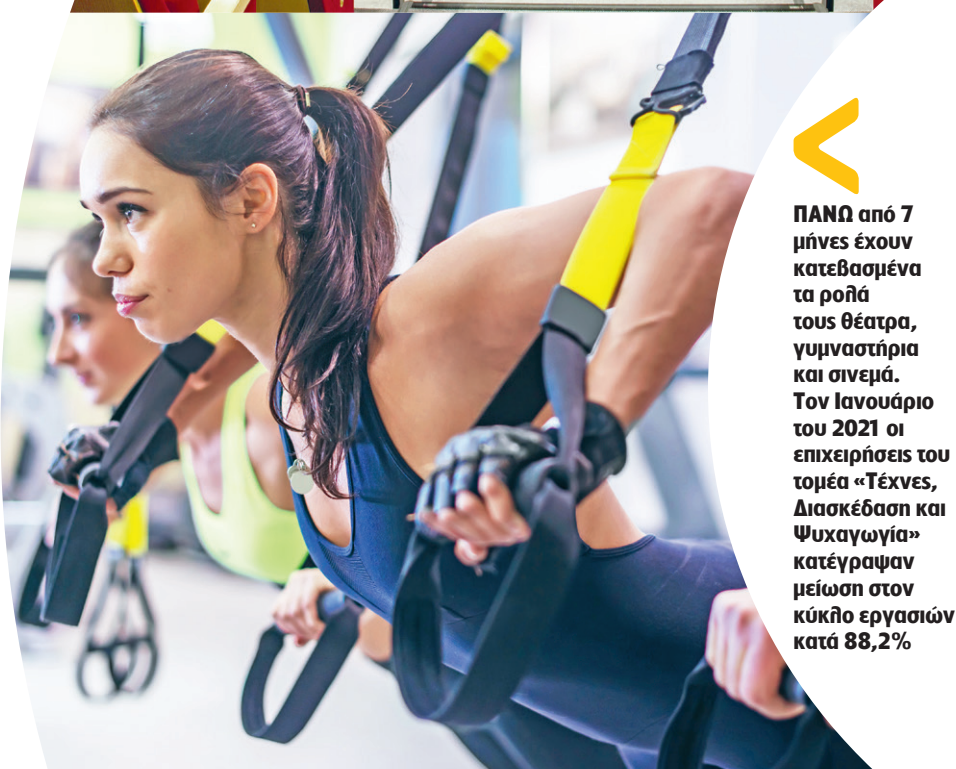 ΠΑΝΩ από 7
μήνες έχουν
κατεβασμένα
τα ρολά
τους θέατρα,
γυμναστήρια
και σινεμά.
Τον Ιανουάριο
του 2021 οι
επιχειρήσεις του
τομέα «Τέχνες,
Διασκέδαση και
Ψυχαγωγία»
κατέγραψαν
μείωση στον
κύκλο εργασιών
κατά 88,2%